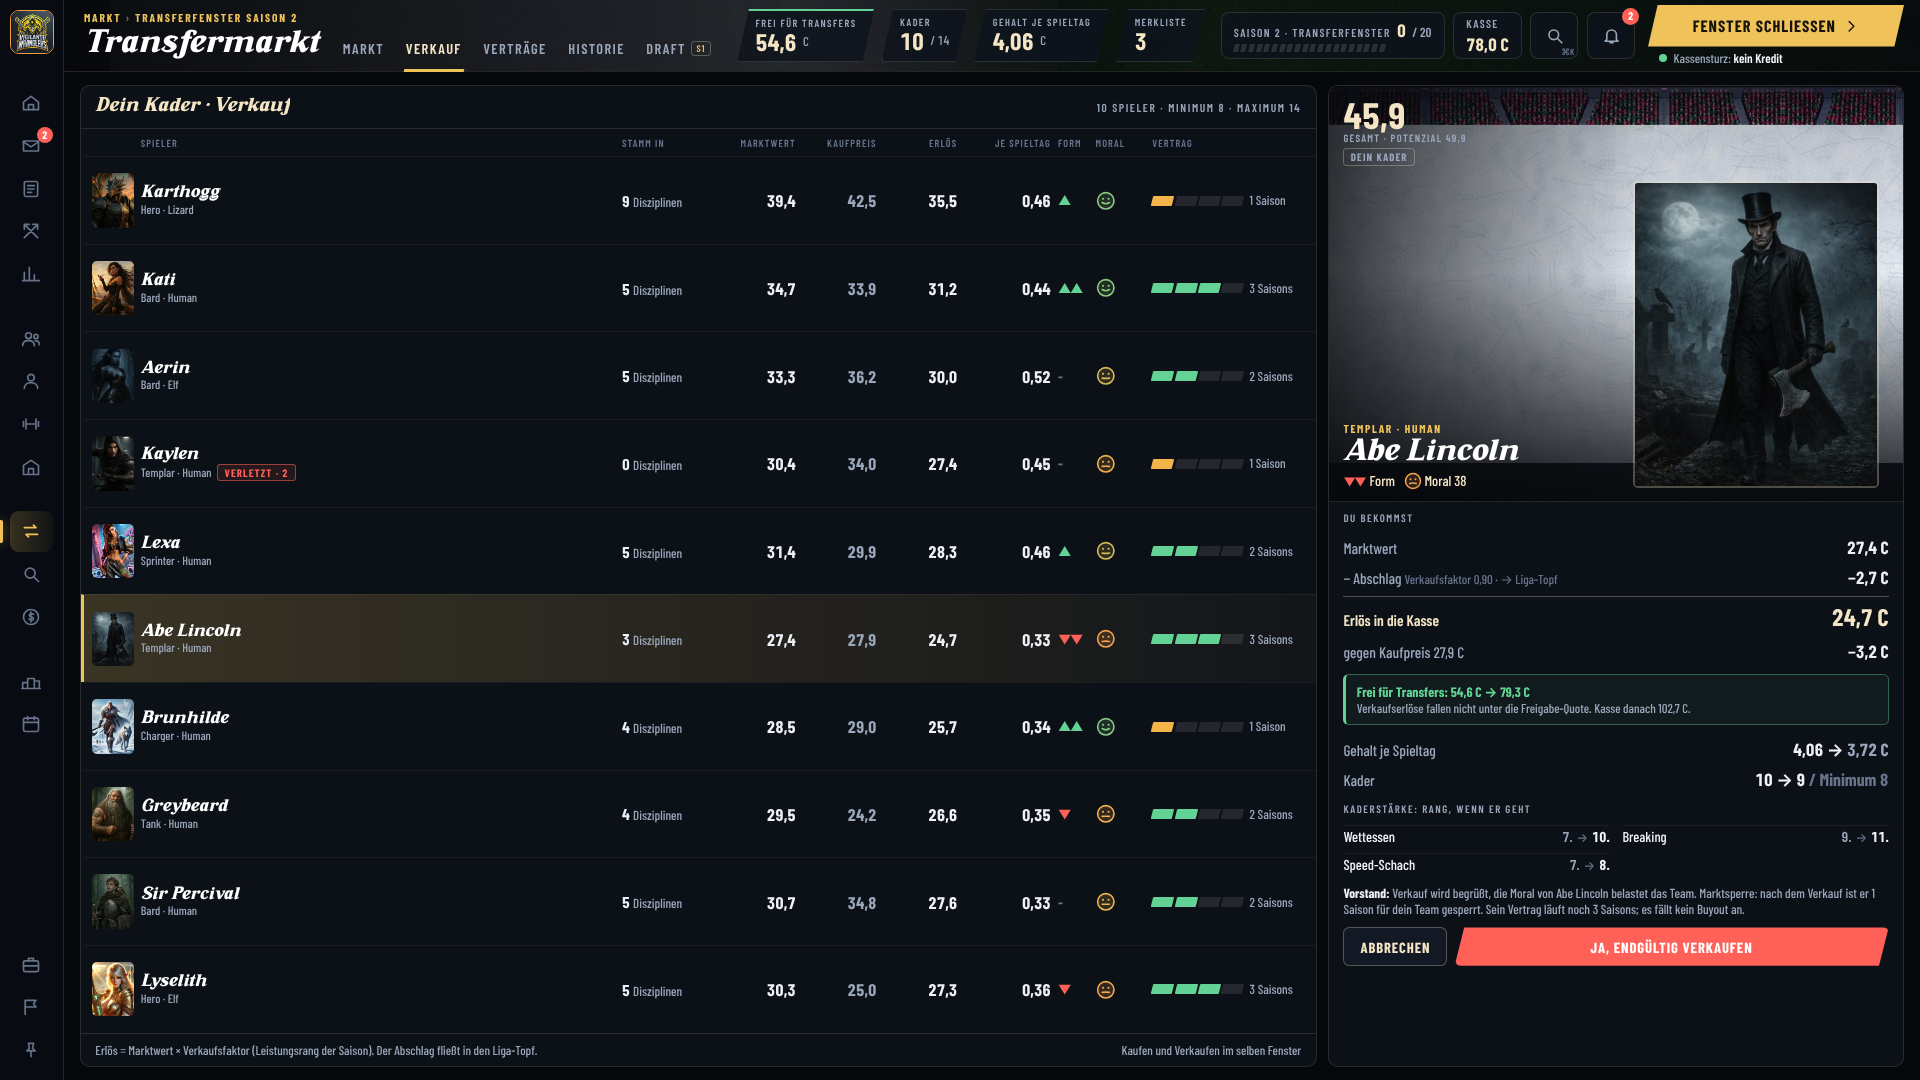 MARKT › TRANSFERFENSTER SAISON 2
Transfermarkt
MARKT
VERKAUF
VERTRÄGE
HISTORIE
DRAFT S1
FREI FÜR TRANSFERS
54,6 C
KADER
10 / 14
GEHALT JE SPIELTAG
4,06 C
MERKLISTE
3
SAISON 2 · TRANSFERFENSTER 0 / 20
KASSE
78,0 C
⌘K
2
FENSTER SCHLIESSEN
Kassensturz: kein Kredit
2
Dein Kader · Verkauf
10 SPIELER · MINIMUM 8 · MAXIMUM 14
SPIELER STAMM IN MARKTWERT KAUFPREIS ERLÖS JE SPIELTAG FORM MORAL VERTRAG
Karthogg
Hero · Lizard
9 Disziplinen 39,4 42,5 35,5 0,46 1 Saison
Kati
Bard · Human
5 Disziplinen 34,7 33,9 31,2 0,44 3 Saisons
Aerin
Bard · Elf
5 Disziplinen 33,3 36,2 30,0 0,52 - 2 Saisons
Kaylen
Templar · Human VERLETZT · 2
0 Disziplinen 30,4 34,0 27,4 0,45 - 1 Saison
Lexa
Sprinter · Human
5 Disziplinen 31,4 29,9 28,3 0,46 2 Saisons
Abe Lincoln
Templar · Human
3 Disziplinen 27,4 27,9 24,7 0,33 3 Saisons
Brunhilde
Charger · Human
4 Disziplinen 28,5 29,0 25,7 0,34 1 Saison
Greybeard
Tank · Human
4 Disziplinen 29,5 24,2 26,6 0,35 2 Saisons
Sir Percival
Bard · Human
5 Disziplinen 30,7 34,8 27,6 0,33 - 2 Saisons
Lyselith
Hero · Elf
5 Disziplinen 30,3 25,0 27,3 0,36 3 Saisons
Erlös = Marktwert × Verkaufsfaktor (Leistungsrang der Saison). Der Abschlag fließt in den Liga-Topf.
Kaufen und Verkaufen im selben Fenster
45,9
GESAMT · POTENZIAL 49,9
DEIN KADER
TEMPLAR · HUMAN
Abe Lincoln
Form Moral 38
DU BEKOMMST
Marktwert 27,4 C
− Abschlag Verkaufsfaktor 0,90 · → Liga-Topf −2,7 C
Erlös in die Kasse 24,7 C
gegen Kaufpreis 27,9 C −3,2 C
Frei für Transfers: 54,6 C → 79,3 C
Verkaufserlöse fallen nicht unter die Freigabe-Quote. Kasse danach 102,7 C.
Gehalt je Spieltag 4,06 → 3,72 C
Kader 10 → 9 / Minimum 8
KADERSTÄRKE: RANG, WENN ER GEHT
Wettessen 7. → 10. Breaking 9. → 11.
Speed-Schach 7. → 8.
Vorstand: Verkauf wird begrüßt, die Moral von Abe Lincoln belastet das Team. Marktsperre: nach dem Verkauf ist er 1
Saison für dein Team gesperrt. Sein Vertrag läuft noch 3 Saisons; es fällt kein Buyout an.
ABBRECHEN
JA, ENDGÜLTIG VERKAUFEN